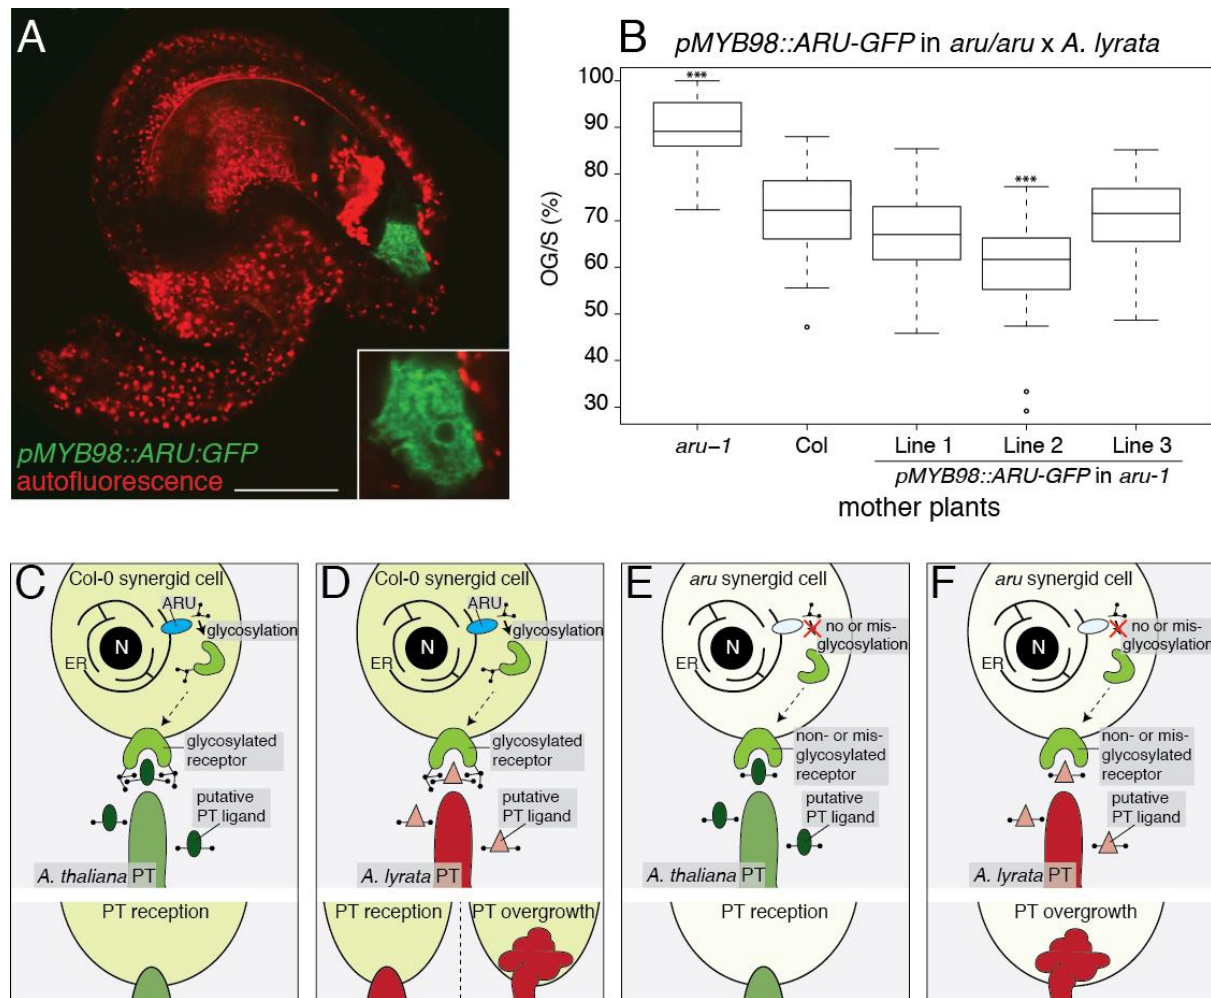 A
pMYB98::ARU:GFP
autofluorescence
B
pMYB98::ARU-GFP in aru/aru x A. lyrata
OG/S (%)
100
90
80
70
60
50
40
30
***
***
aru–1
Col
Line 1
Line 2
Line 3
pMYB98::ARU-GFP in aru-1
mother plants
C
Col-0 synergid cell
ARU
glycosylation
N
ER
glycosylated
receptor
putative
PT ligand
A. thaliana PT
PT reception
D
Col-0 synergid cell
ARU
glycosylation
N
ER
glycosylated
receptor
putative
PT ligand
A. lyrata PT
PT reception
PT overgrowth
E
aru synergid cell
no or mis-
glycosylation
N
ER
non- or mis-
glycosylated
receptor
putative
PT ligand
A. thaliana PT
PT reception
F
aru synergid cell
no or mis-
glycosylation
N
ER
non- or mis-
glycosylated
receptor
putative
PT ligand
A. lyrata PT
PT overgrowth